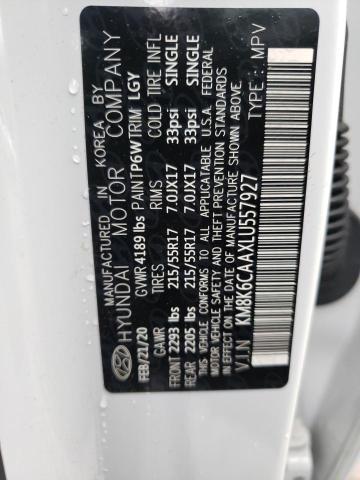 MANUFACTURED IN KOREA BY
HYUNDAI MOTOR COMPANY
FEB/21/20 GVWR 4189 lbs PAINT P6W TRIM LGY
GAWR TIRES RIMS COLD TIRE INFL
FRONT 2293 lbs 215/55R17 7.0JX17 33psi SINGLE
REAR 2205 lbs 215/55R17 7.0JX17 33psi SINGLE
THIS VEHICLE CONFORMS TO ALL APPLICABLE U.S.A. FEDERAL
MOTOR VEHICLE SAFETY, BUMPER, AND THEFT PREVENTION STANDARDS
IN EFFECT ON THE DATE OF MANUFACTURE SHOWN ABOVE.
V.I.N KM8K6CAAXLU557927 TYPE : MPV